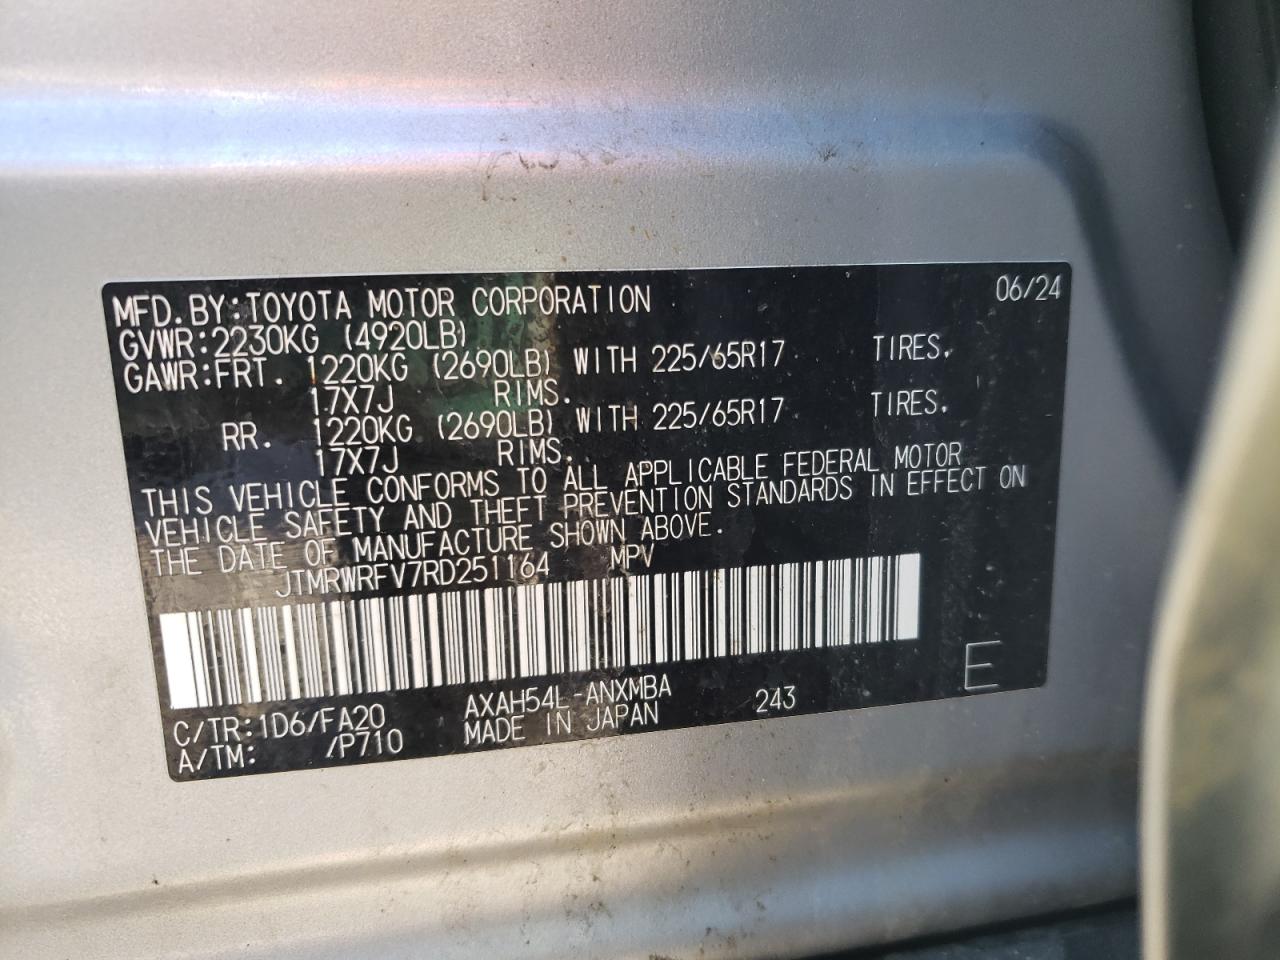 MFD. BY: TOYOTA MOTOR CORPORATION 06/24
GVWR: 2230KG (4920LB)
GAWR: FRT. 1220KG (2690LB) WITH 225/65R17 TIRES,
17X7J RIMS.
RR. 1220KG (2690LB) WITH 225/65R17 TIRES,
17X7J RIMS.
THIS VEHICLE CONFORMS TO ALL APPLICABLE FEDERAL MOTOR
VEHICLE SAFETY AND THEFT PREVENTION STANDARDS IN EFFECT ON
THE DATE OF MANUFACTURE SHOWN ABOVE.
JTMRWRFV7RD251164 MPV
C/TR: 1D6/FA20 AXAH54L-ANXMBA 243 E
A/TM: /P710 MADE IN JAPAN